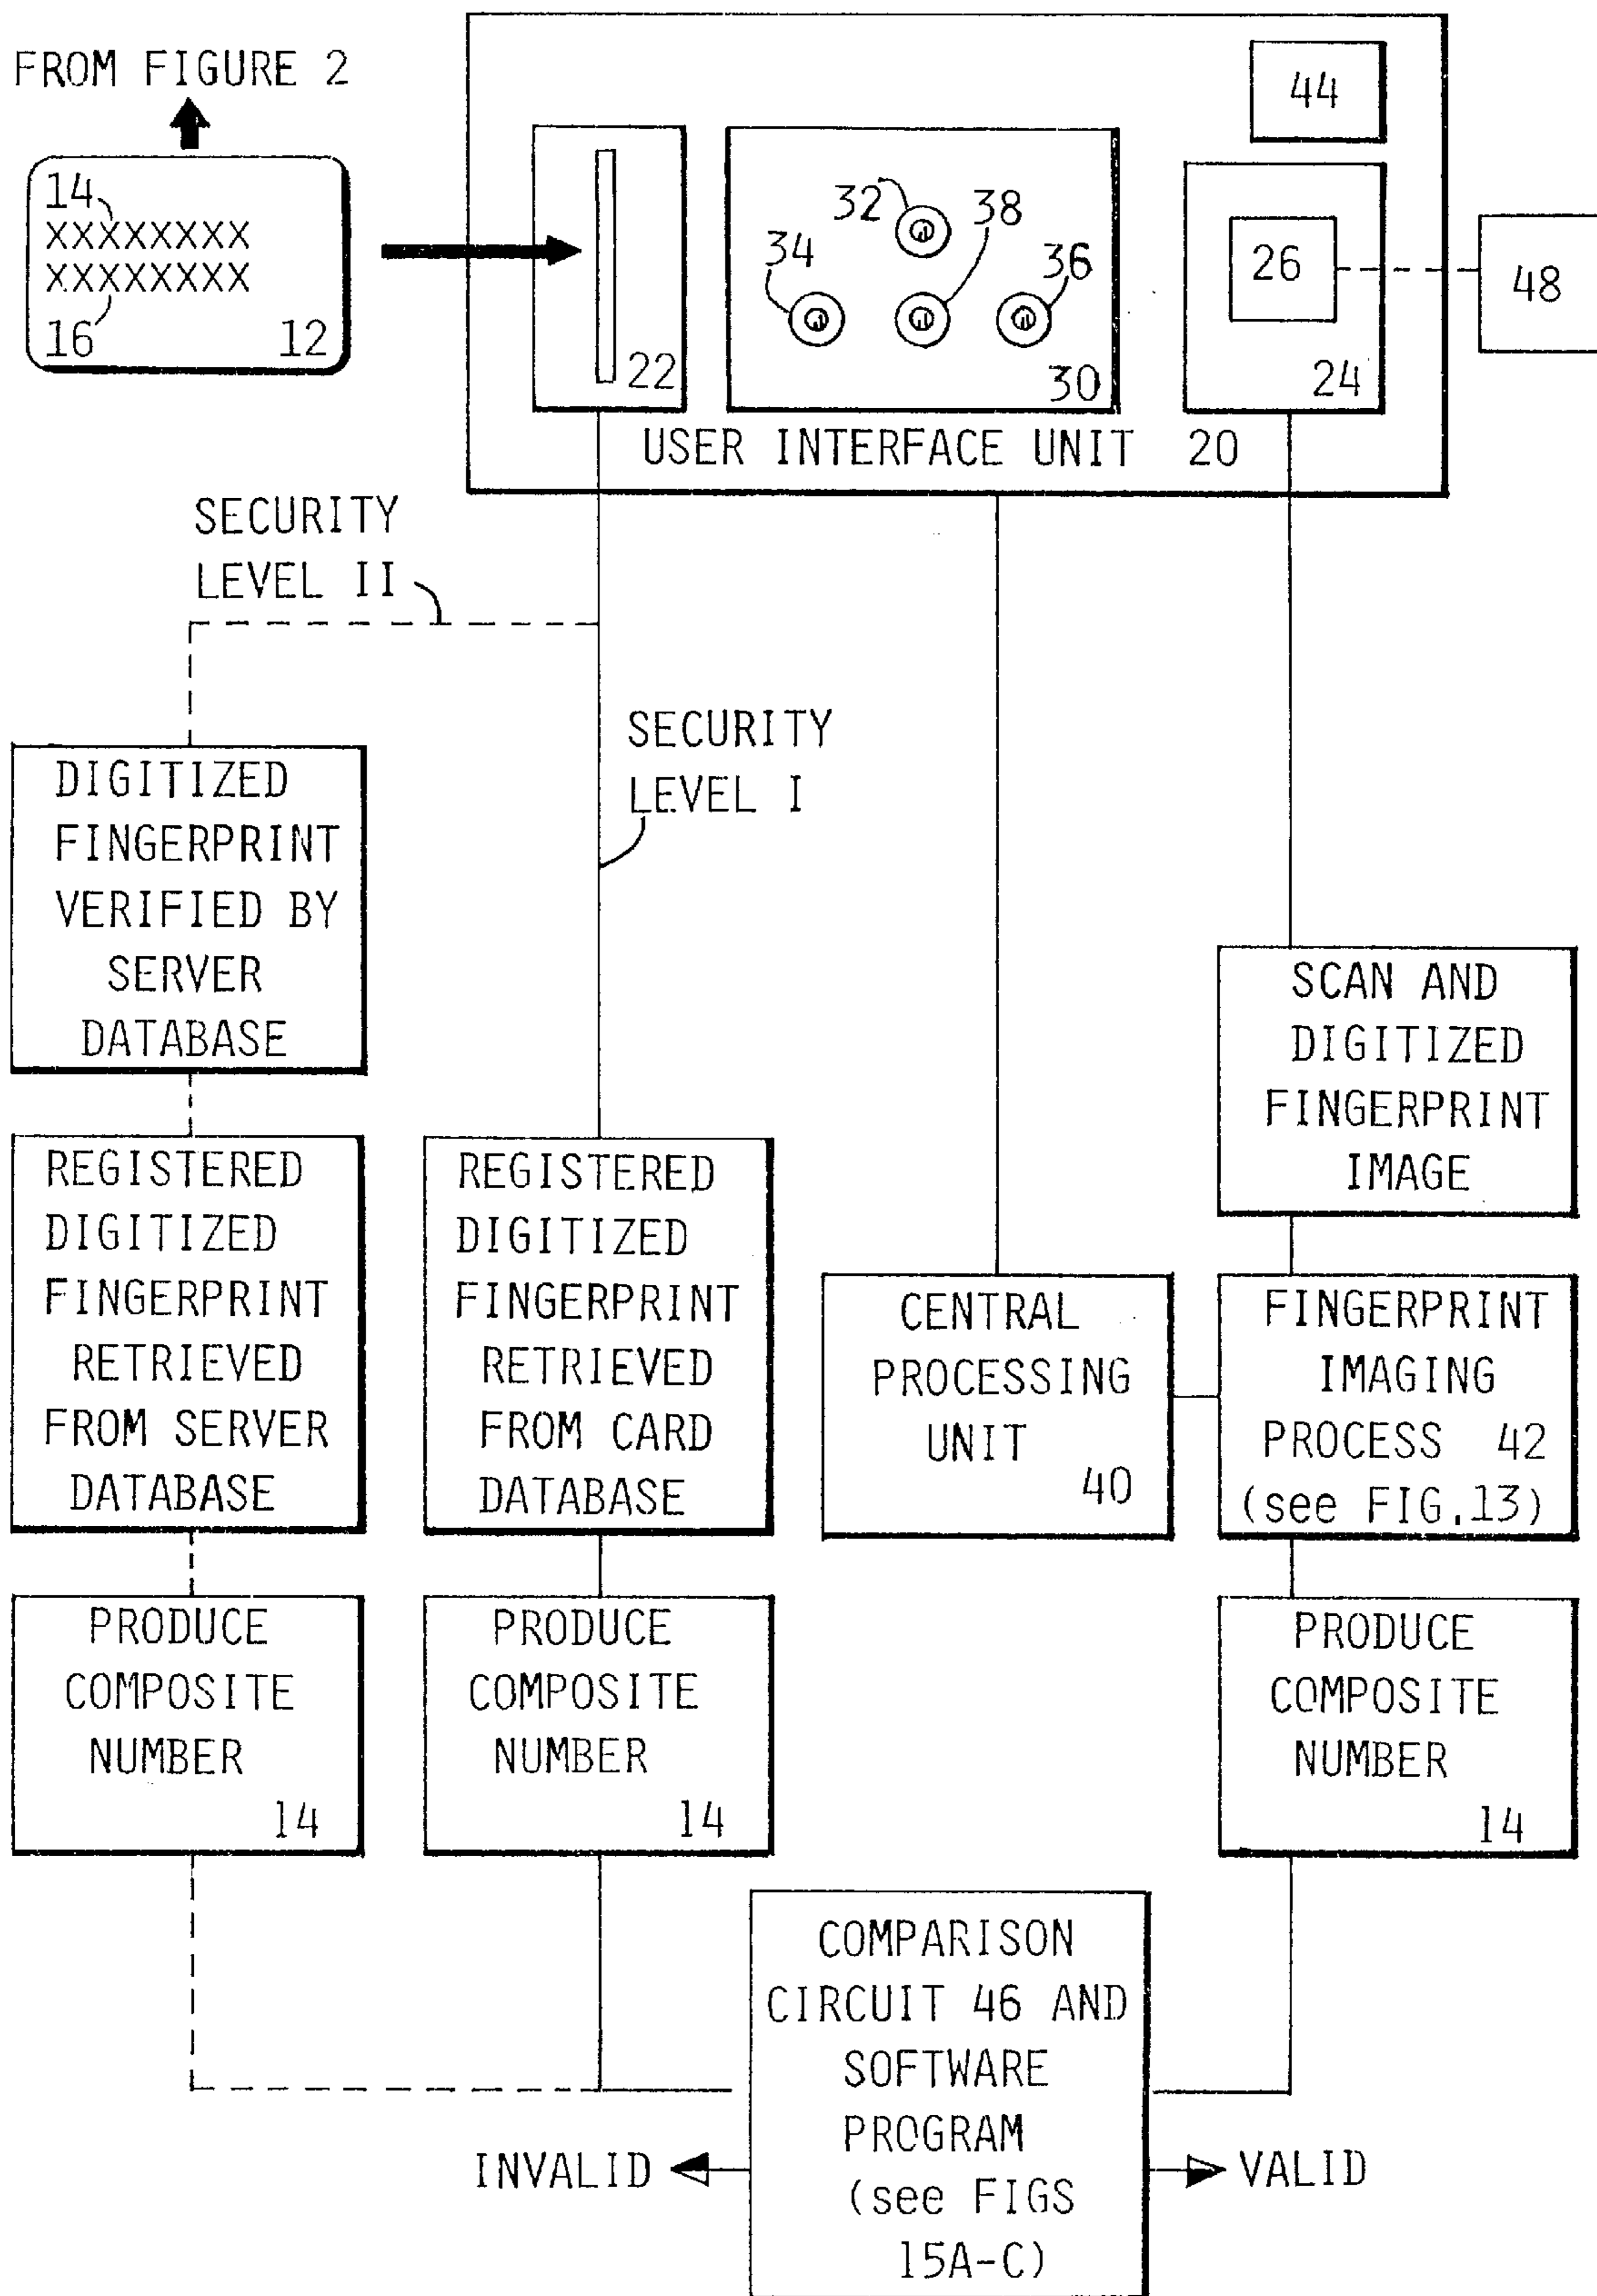 FROM FIGURE 2
14
XXXXXXXX
XXXXXXXX
16
12
22
32
38
34
36
30
44
26
24
48
USER INTERFACE UNIT 20
SECURITY
LEVEL II
SECURITY
LEVEL I
DIGITIZED
FINGERPRINT
VERIFIED BY
SERVER
DATABASE
REGISTERED
DIGITIZED
FINGERPRINT
RETRIEVED
FROM SERVER
DATABASE
PRODUCE
COMPOSITE
NUMBER
14
REGISTERED
DIGITIZED
FINGERPRINT
RETRIEVED
FROM CARD
DATABASE
PRODUCE
COMPOSITE
NUMBER
14
CENTRAL
PROCESSING
UNIT
40
SCAN AND
DIGITIZED
FINGERPRINT
IMAGE
FINGERPRINT
IMAGING
PROCESS 42
(see FIG.13)
PRODUCE
COMPOSITE
NUMBER
14
COMPARISON
CIRCUIT 46 AND
SOFTWARE
PROGRAM
(see FIGS
15A-C)
INVALID
VALID